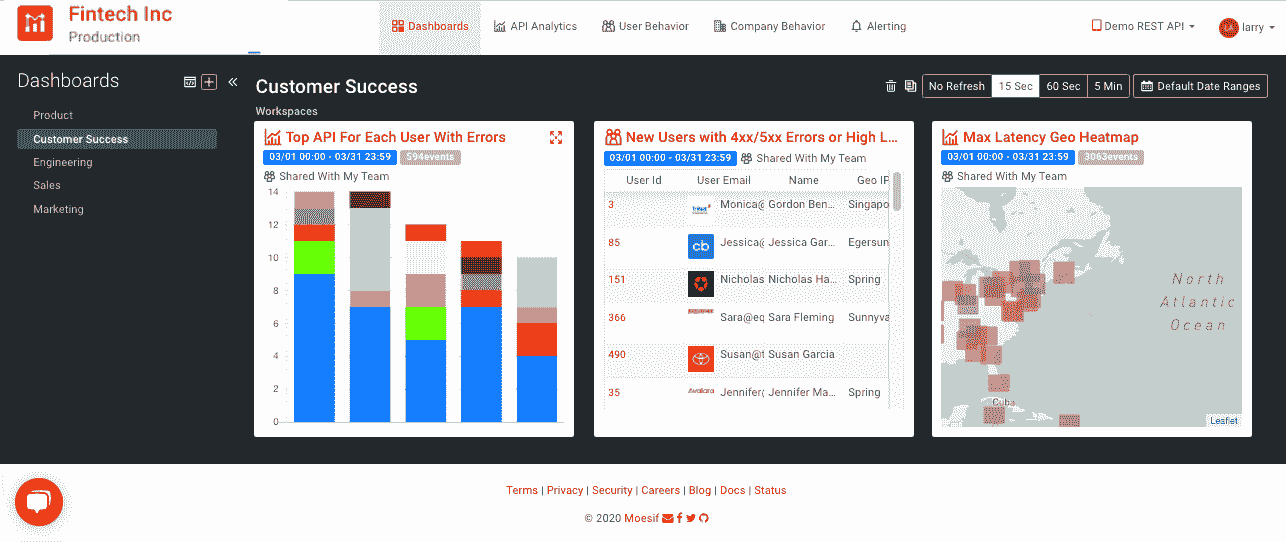 Fintech Inc
Production
Dashboards
API Analytics
User Behavior
Company Behavior
Alerting
Demo REST API
larry
Dashboards
Product
Customer Success
Engineering
Sales
Marketing
Customer Success
No Refresh
15 Sec
60 Sec
5 Min
Default Date Ranges
Workspaces
Top API For Each User With Errors
03/01 00:00 - 03/31 23:59
594events
Shared With My Team
14
12
10
8
6
4
2
0
New Users with 4xx/5xx Errors or High L...
03/01 00:00 - 03/31 23:59
Shared With My Team
User Id User Email Name Geo IP
3 Monica@ Gordon Ben... Singapo
85 cb Jessica( Jessica Gar... Egersun
151 Nicholas Nicholas Ha... Spring
366 Sara@eq Sara Fleming Sunnyva
490 Susan@t Susan Garcia
35 Avalara Jennifer( Jennifer Ma... Spring
Max Latency Geo Heatmap
03/01 00:00 - 03/31 23:59
3063events
Shared With My Team
North
Atlantic
Ocean
Cuba
Leaflet
Terms | Privacy | Security | Careers | Blog | Docs | Status
© 2020 Moesif